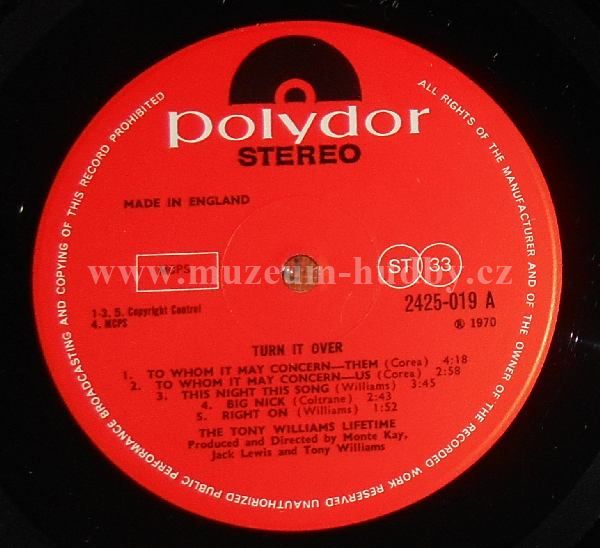 polydor
STEREO
MADE IN ENGLAND
MCPS
ST 33
1-3, 5. Copyright Control
4. MCPS
2425-019 A
℗ 1970
TURN IT OVER
1. TO WHOM IT MAY CONCERN—THEM (Corea) 4:18
2. TO WHOM IT MAY CONCERN—US (Corea) 2:58
3. THIS NIGHT THIS SONG (Williams) 3:45
4. BIG NICK (Coltrane) 2:43
5. RIGHT ON (Williams) 1:52
THE TONY WILLIAMS LIFETIME
Produced and Directed by Monte Kay,
Jack Lewis and Tony Williams
ALL RIGHTS OF THE MANUFACTURER AND OF THE OWNER OF THE RECORDED WORK RESERVED UNAUTHORIZED PUBLIC PERFORMANCE BROADCASTING AND COPYING OF THIS RECORD PROHIBITED
www.muzeum-hudby.cz